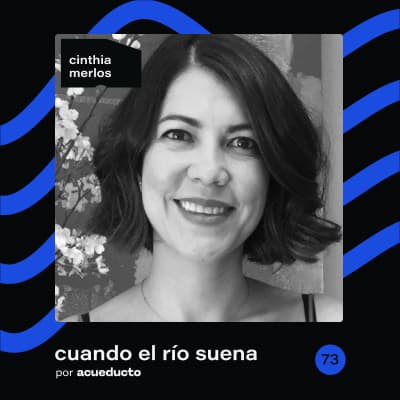 cinthia
merlos
cuando el río suena
73
por acueducto